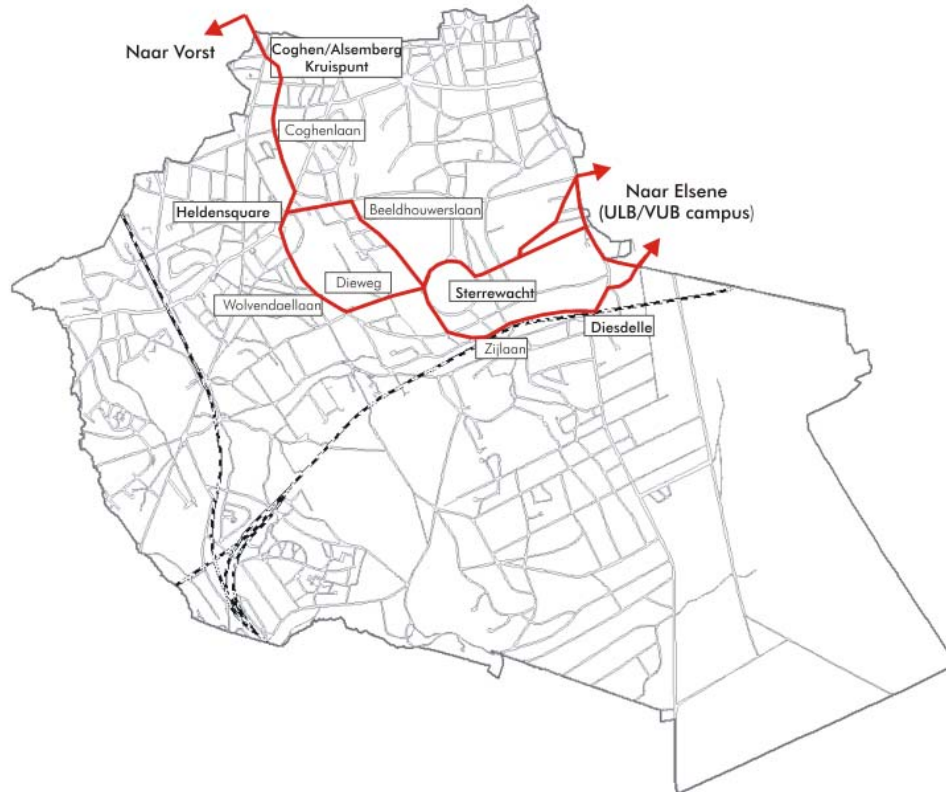 Naar Vorst
Coghen/Alsemberg
Kruispunt
Coghenlaan
Naar Elsene
(ULB/VUB campus)
Heldensquare
Beeldhouwerslaan
Dieweg
Sterrewacht
Wolvendaellaan
Diesdelle
Zijlaan